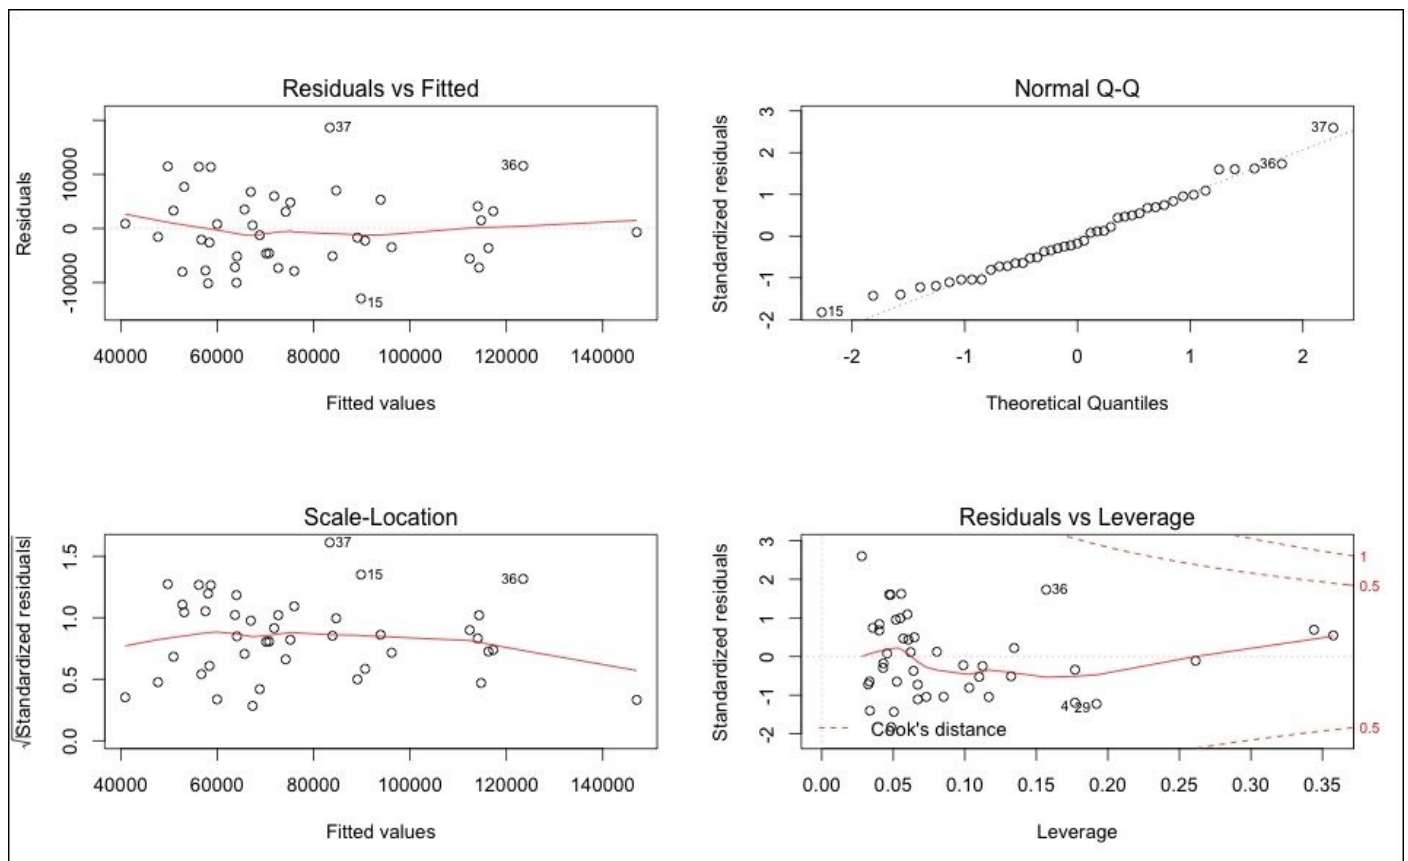 Residuals vs Fitted
Residuals
10000
0
-10000
37
36
15
40000 60000 80000 100000 120000 140000
Fitted values
Normal Q-Q
Standardized residuals
3
2
1
0
-1
-2
37
36
15
-2 -1 0 1 2
Theoretical Quantiles
Scale-Location
√|Standardized residuals|
1.5
1.0
0.5
0.0
37
15
36
40000 60000 80000 100000 120000 140000
Fitted values
Residuals vs Leverage
Standardized residuals
3
2
1
0
-1
-2
1
0.5
36
4 29
Cook's distance
0.5
0.00 0.05 0.10 0.15 0.20 0.25 0.30 0.35
Leverage